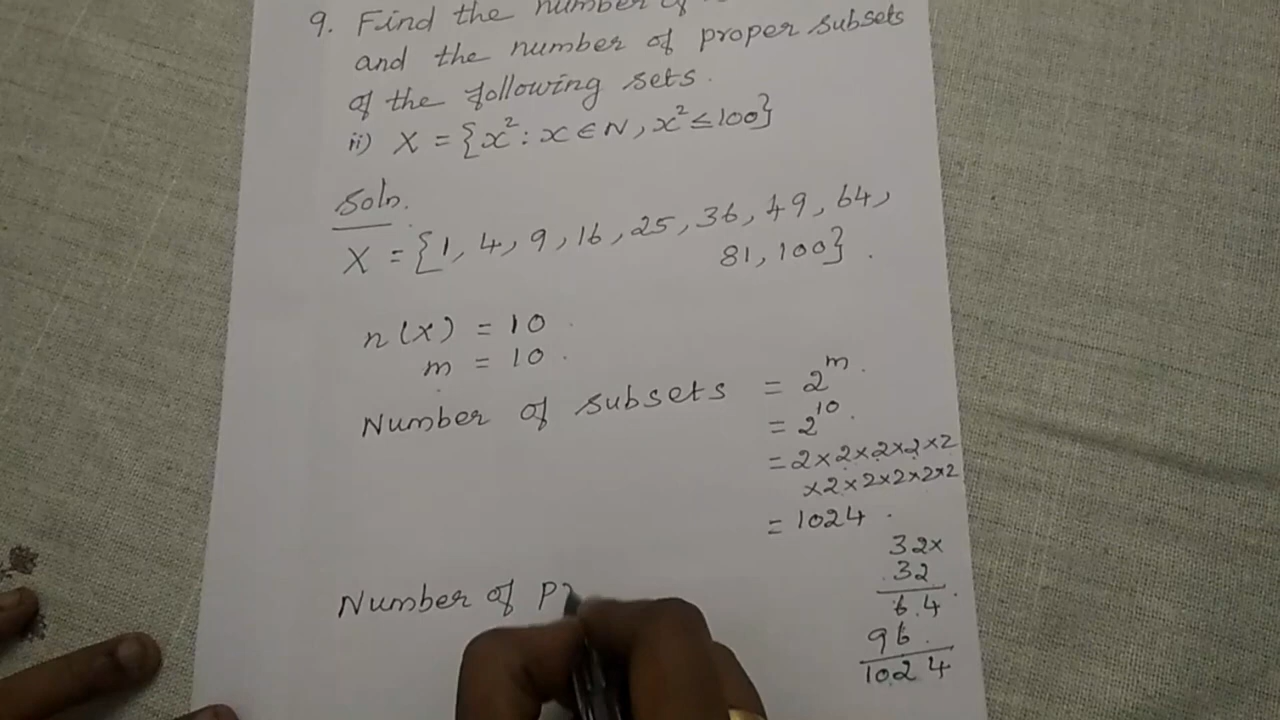 9. Find the number of
and the number of proper subsets
of the following sets.
ii) X = {x² : x ∈ N, x² ≤ 100}
Soln.
X = {1, 4, 9, 16, 25, 36, 49, 64,
81, 100}.
n(X) = 10
m = 10.
Number of subsets = 2^m.
= 2^10.
= 2×2×2×2×2
×2×2×2×2×2
= 1024.
32×
32
64
96
1024
Number of